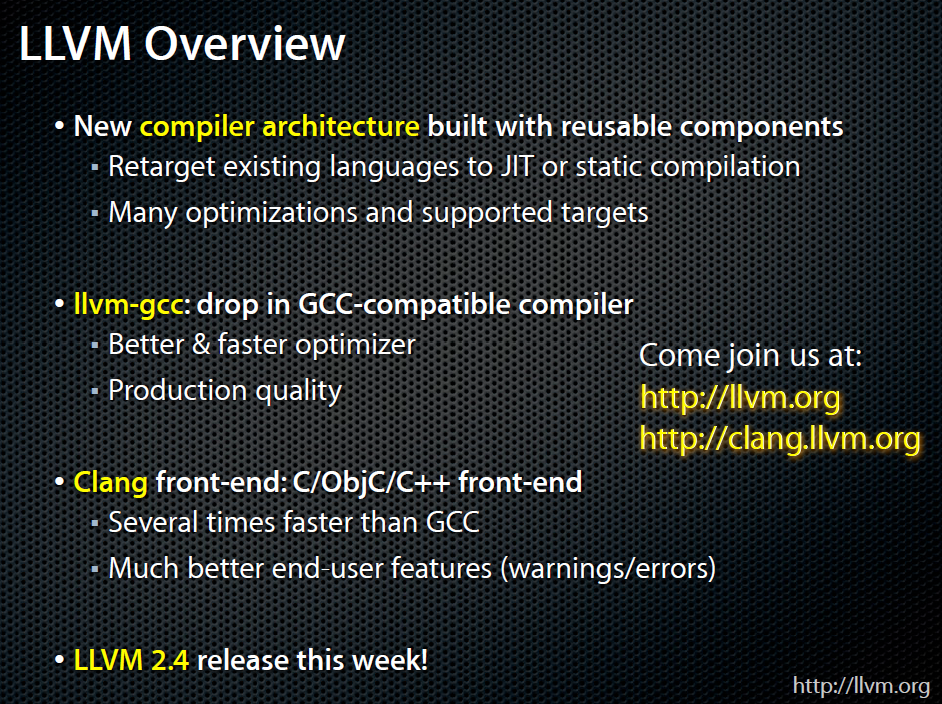 LLVM Overview
• New compiler architecture built with reusable components
▪ Retarget existing languages to JIT or static compilation
▪ Many optimizations and supported targets
• llvm-gcc: drop in GCC-compatible compiler
▪ Better & faster optimizer
▪ Production quality
Come join us at:
http://llvm.org
http://clang.llvm.org
• Clang front-end: C/ObjC/C++ front-end
▪ Several times faster than GCC
▪ Much better end-user features (warnings/errors)
• LLVM 2.4 release this week!
http://llvm.org